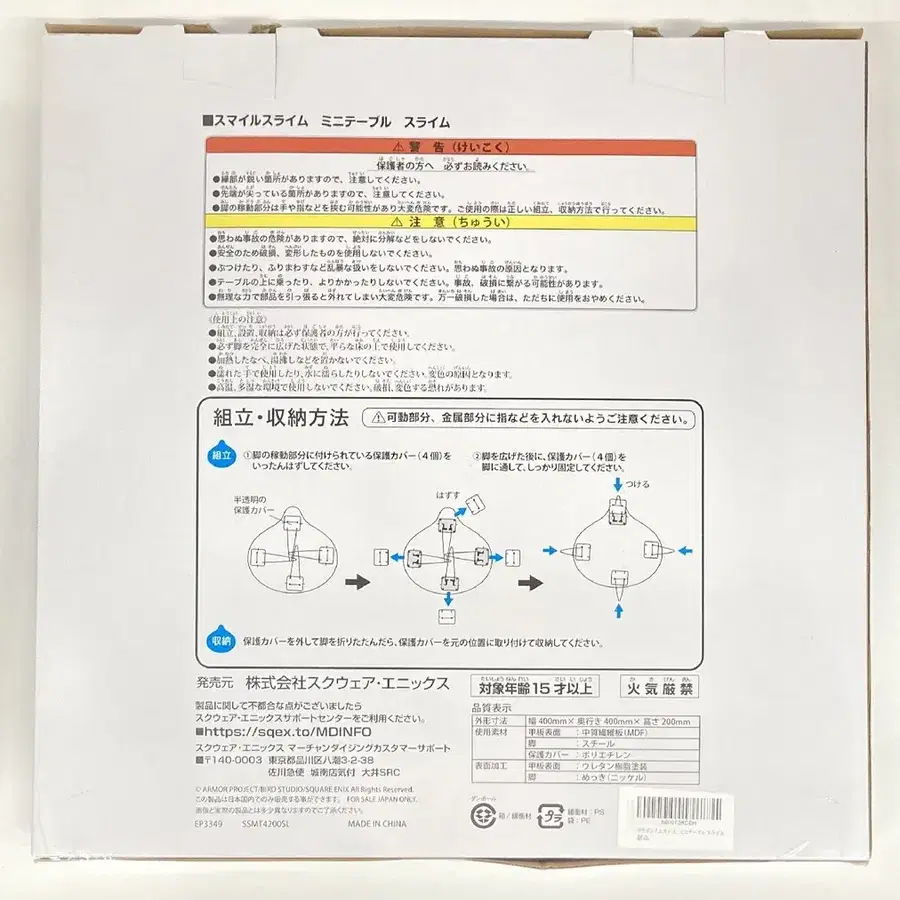 ■スマイルスライム ミニテーブル スライム
⚠警 告(けいこく)
保護者の方へ 必ずお読みください。
●縁部が鋭い箇所がありますので、注意してください。
●先端が尖っている箇所がありますので、注意してください。
●脚の稼動部分は手や指などを挟む可能性があり大変危険です。ご使用の際は正しい組立、収納方法で行ってください。
⚠注 意(ちゅうい)
●思わぬ事故の危険がありますので、絶対に分解などをしないでください。
●安全のため破損、変形したものを使用しないでください。
●ぶつけたり、ふりまわすなど乱暴な扱いをしないでください。思わぬ事故の原因となります。
●テーブルの上に乗ったり、よりかかったりしないでください。事故、破損に繋がる可能性があります。
●無理な力で部品を引っ張ると外れてしまい大変危険です。万一破損した場合は、ただちに使用をおやめください。
《使用上の注意》
●組立、設置、収納は必ず保護者の方が行ってください。
●必ず脚を完全に広げた状態で、平らな床の上で使用してください。
●加熱したなべ、湯沸しなどを置かないでください。
●濡れた手で使用したり、水に濡らしたりしないでください。変色の原因となります。
●高温、多湿な環境で使用しないでください。破損、変色する恐れがあります。
組立・収納方法
⚠可動部分、金属部分に指などを入れないようご注意ください。
組立
①脚の稼動部分に付けられている保護カバー(4個)を
いったんはずしてください。
②脚を広げた後に、保護カバー(4個)を
脚に通して、しっかり固定してください。
半透明の
保護カバー
はずす
つける
収納
保護カバーを外して脚を折りたたんだら、保護カバーを元の位置に取り付けて収納してください。
発売元 株式会社スクウェア・エニックス
製品に関して不都合な点がございましたら
スクウェア・エニックスサポートセンターをご利用ください。
■https://sqex.to/MDINFO
スクウェア・エニックス マーチャンダイジングカスタマーサポート
■〒140-0003 東京都品川区八潮3-2-38
佐川急便 城南店気付 大井SRC
© ARMOR PROJECT/BIRD STUDIO/SQUARE ENIX All Rights Reserved.
この製品は日本国内でのみ販売する事ができます。 FOR SALE JAPAN ONLY.
画像と実際の製品とは多少異なりますのでご了承ください。
EP3349 SSMT4200SL MADE IN CHINA
対象年齢15才以上
火気厳禁
品質表示
外形寸法 幅 400mm×奥行き 400mm×高さ 200mm
使用素材 甲板表面 : 中質繊維板(MDF)
脚 : スチール
保護カバー : ポリエチレン
表面加工 甲板表面 : ウレタン樹脂塗装
脚 : めっき(ニッケル)
ダンボール
箱/緩衝材
プラ
緩衝材 : PS
袋 : PE